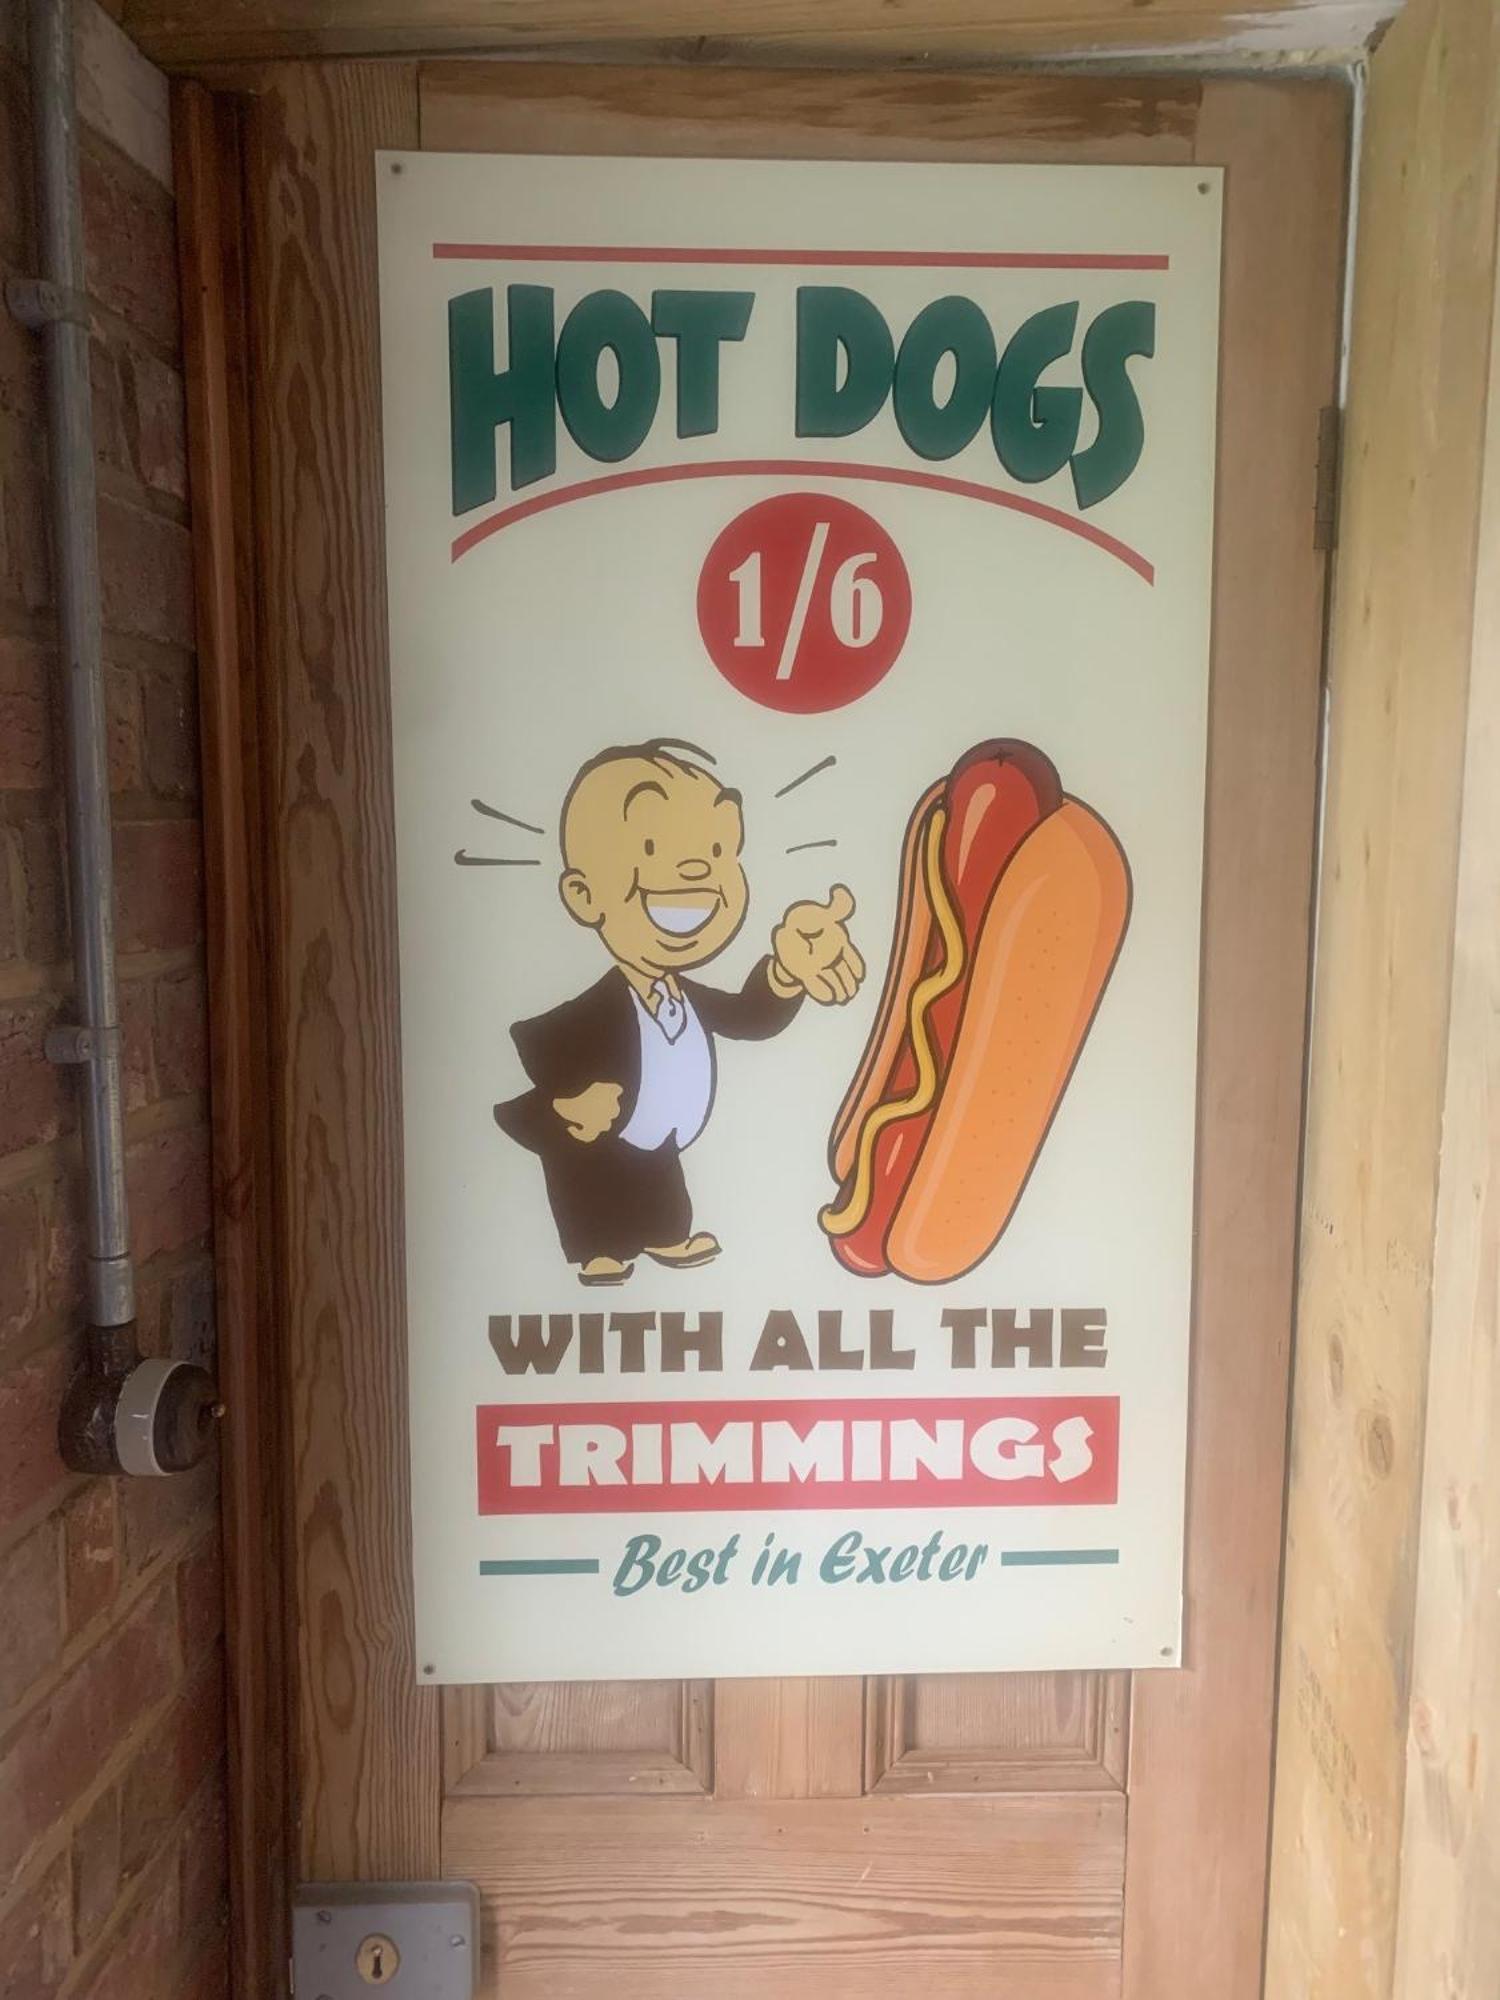 HOT DOGS
1/6
WITH ALL THE
TRIMMINGS
Best in Exeter